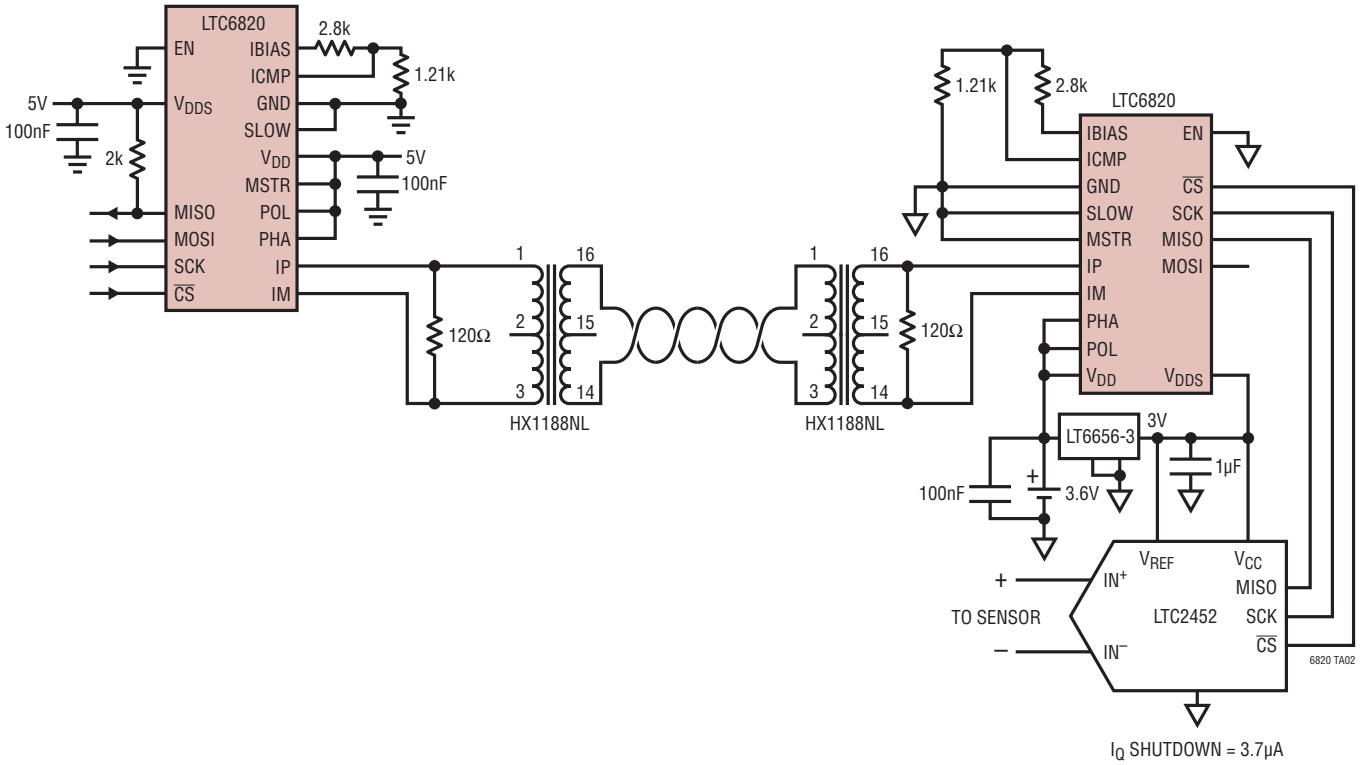 LTC6820
EN
IBIAS
2.8k
ICMP
1.21k
5V
VDDS
GND
100nF
SLOW
2k
VDD
5V
MSTR
100nF
MISO
POL
MOSI
PHA
SCK
IP
CS
IM
120Ω
1
16
2
15
3
14
HX1188NL
1
16
2
15
3
14
HX1188NL
120Ω
1.21k
2.8k
LTC6820
IBIAS
EN
ICMP
GND
CS
SLOW
SCK
MSTR
MISO
IP
MOSI
IM
PHA
POL
VDD
VDDS
LT6656-3
3V
1µF
100nF
+
3.6V
VREF
VCC
+
IN+
MISO
TO SENSOR
LTC2452
SCK
–
IN–
CS
6820 TA02
IQ SHUTDOWN = 3.7µA